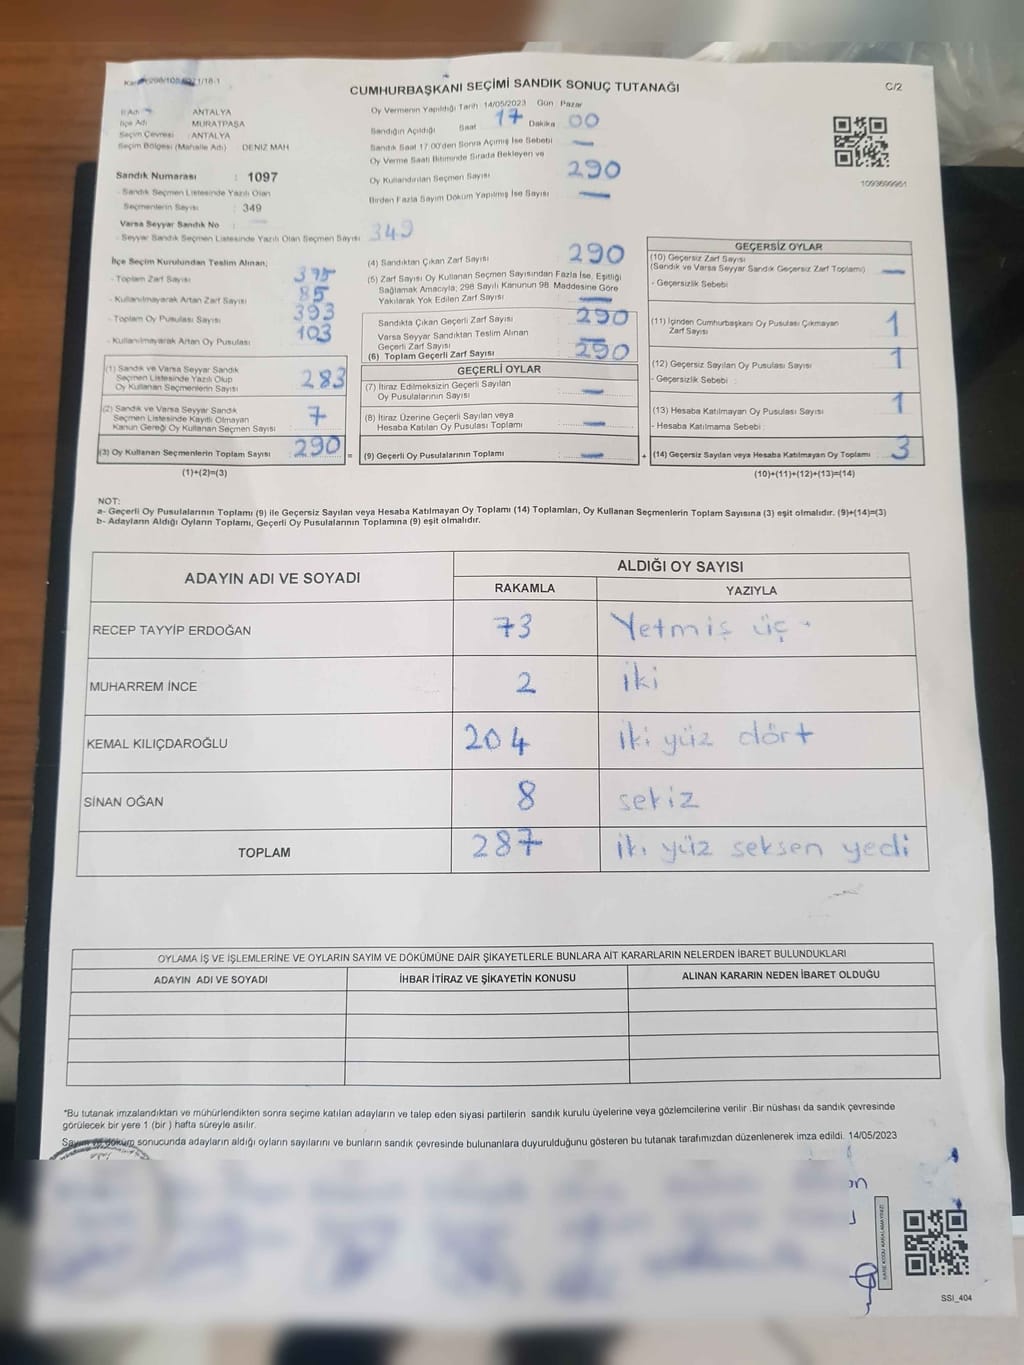 CUMHURBAŞKANI SEÇİMİ SANDIK SONUÇ TUTANAĞI
C/2
İl Adı ANTALYA
İlçe Adı MURATPAŞA
Seçim Çevresi : ANTALYA
Seçim Bölgesi (Mahalle Adı) DENİZ MAH
Sandık Numarası : 1097
- Sandık Seçmen Listesinde Yazılı Olan
Seçmenlerin Sayısı : 349
Varsa Seyyar Sandık No :
- Seyyar Sandık Seçmen Listesinde Yazılı Olan Seçmen Sayısı 349
Oy Vermenin Yapıldığı Tarih 14/05/2023 Gün Pazar
Sandığın Açıldığı Saat 17 Dakika 00
Sandık Saat 17.00'den Sonra Açımış İse Sebebi —
Oy Verme Saati Bitiminde Sırada Bekleyen ve
Oy Kullandırılan Seçmen Sayısı 290
Birden Fazla Sayım Döküm Yapılmış İse Sayısı —
1093699951
İlçe Seçim Kurulundan Teslim Alınan;
- Toplam Zarf Sayısı 375
- Kullanılmayarak Artan Zarf Sayısı 85
- Toplam Oy Pusulası Sayısı 393
- Kullanılmayarak Artan Oy Pusulası 103
(1) Sandık ve Varsa Seyyar Sandık
Seçmen Listesinde Yazılı Olup
Oy Kullanan Seçmenlerin Sayısı 283
(2) Sandık ve Varsa Seyyar Sandık
Seçmen Listesinde Kayıtlı Olmayan
Kanun Gereği Oy Kullanan Seçmen Sayısı 7
(3) Oy Kullanan Seçmenlerin Toplam Sayısı 290 =
(1)+(2)=(3)
(4) Sandıktan Çıkan Zarf Sayısı 290
(5) Zarf Sayısı Oy Kullanan Seçmen Sayısından Fazla İse, Eşitliği
Sağlamak Amacıyla; 298 Sayılı Kanunun 98. Maddesine Göre
Yakılarak Yok Edilen Zarf Sayısı —
Sandıkta Çıkan Geçerli Zarf Sayısı 290
Varsa Seyyar Sandıktan Teslim Alınan
Geçerli Zarf Sayısı —
(6) Toplam Geçerli Zarf Sayısı 290
GEÇERLİ OYLAR
(7) İtiraz Edilmeksizin Geçerli Sayılan
Oy Pusulalarının Sayısı —
(8) İtiraz Üzerine Geçerli Sayılan veya
Hesaba Katılan Oy Pusulası Toplamı —
(9) Geçerli Oy Pusulalarının Toplamı — +
GEÇERSİZ OYLAR
(10) Geçersiz Zarf Sayısı
(Sandık ve Varsa Seyyar Sandık Geçersiz Zarf Toplamı) —
- Geçersizlik Sebebi
(11) İçinden Cumhurbaşkanı Oy Pusulası Çıkmayan
Zarf Sayısı 1
(12) Geçersiz Sayılan Oy Pusulası Sayısı 1
- Geçersizlik Sebebi :
(13) Hesaba Katılmayan Oy Pusulası Sayısı 1
- Hesaba Katılmama Sebebi :
(14) Geçersiz Sayılan veya Hesaba Katılmayan Oy Toplamı 3
(10)+(11)+(12)+(13)=(14)
NOT:
a- Geçerli Oy Pusulalarının Toplamı (9) ile Geçersiz Sayılan veya Hesaba Katılmayan Oy Toplamı (14) Toplamları, Oy Kullanan Seçmenlerin Toplam Sayısına (3) eşit olmalıdır. (9)+(14)=(3)
b- Adayların Aldığı Oyların Toplamı, Geçerli Oy Pusulalarının Toplamına (9) eşit olmalıdır.
ADAYIN ADI VE SOYADI ALDIĞI OY SAYISI
RAKAMLA YAZIYLA
RECEP TAYYİP ERDOĞAN 73 Yetmiş üç
MUHARREM İNCE 2 iki
KEMAL KILIÇDAROĞLU 204 iki yüz dört
SİNAN OĞAN 8 sekiz
TOPLAM 287 iki yüz seksen yedi
OYLAMA İŞ VE İŞLEMLERİNE VE OYLARIN SAYIM VE DÖKÜMÜNE DAİR ŞİKAYETLERLE BUNLARA AİT KARARLARIN NELERDEN İBARET BULUNDUKLARI
ADAYIN ADI VE SOYADI İHBAR İTİRAZ VE ŞİKAYETİN KONUSU ALINAN KARARIN NEDEN İBARET OLDUĞU
*Bu tutanak imzalandıktan ve mühürlendikten sonra seçime katılan adayların ve talep eden siyasi partilerin sandık kurulu üyelerine veya gözlemcilerine verilir .Bir nüshası da sandık çevresinde
görülecek bir yere 1 (bir ) hafta süreyle asılır.
Sayım ve döküm sonucunda adayların aldığı oyların sayılarını ve bunların sandık çevresinde bulunanlara duyurulduğunu gösteren bu tutanak tarafımızdan düzenlenerek imza edildi. 14/05/2023
SSI_404